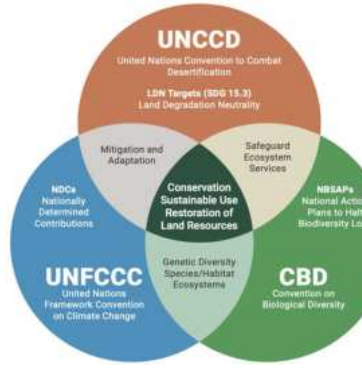 UNCCD
United Nations Convention to Combat
Desertification
LDN Targets (SDG 15.3)
Land Degradation Neutrality
Mitigation and
Adaptation
Safeguard
Ecosystem
Services
NDCs
Nationally
Determined
Contributions
Conservation
Sustainable Use
Restoration of
Land Resources
NBSAPs
National Action
Plans to Halt
Biodiversity
Genetic Diversity
Species/Habitat
Ecosystems
UNFCCC
United Nations
Framework Convention
on Climate Change
CBD
Convention on
Biological Diversity